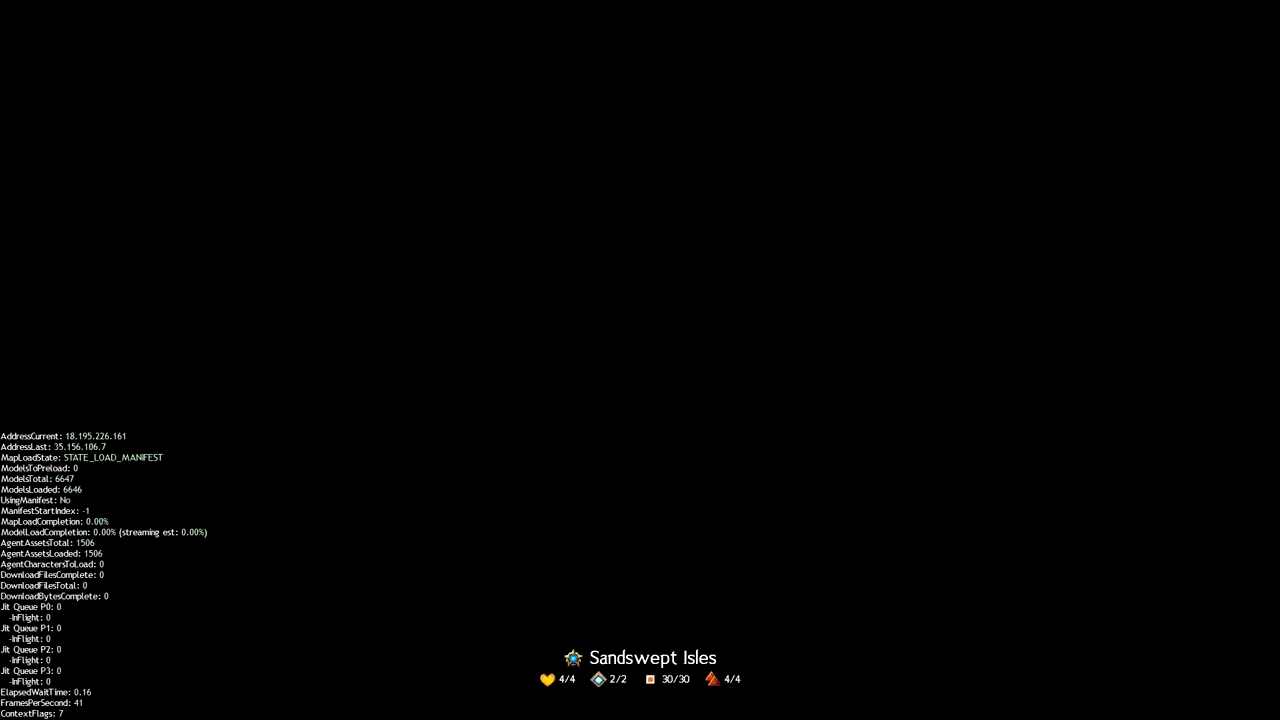 AddressCurrent: 18.195.226.161
AddressLast: 35.156.106.7
MapLoadState: STATE_LOAD_MANIFEST
ModelsToPreload: 0
ModelsTotal: 6647
ModelsLoaded: 6646
UsingManifest: No
ManifestStartIndex: -1
MapLoadCompletion: 0.00%
ModelLoadCompletion: 0.00% (streaming est: 0.00%)
AgentAssetsTotal: 1506
AgentAssetsLoaded: 1506
AgentCharactersToLoad: 0
DownloadFilesComplete: 0
DownloadFilesTotal: 0
DownloadBytesComplete: 0
Jit Queue P0: 0
-InFlight: 0
Jit Queue P1: 0
-InFlight: 0
Jit Queue P2: 0
-InFlight: 0
Jit Queue P3: 0
-InFlight: 0
ElapsedWaitTime: 0.16
FramesPerSecond: 41
ContextFlags: 7
Sandswept Isles
4/4 2/2 30/30 4/4